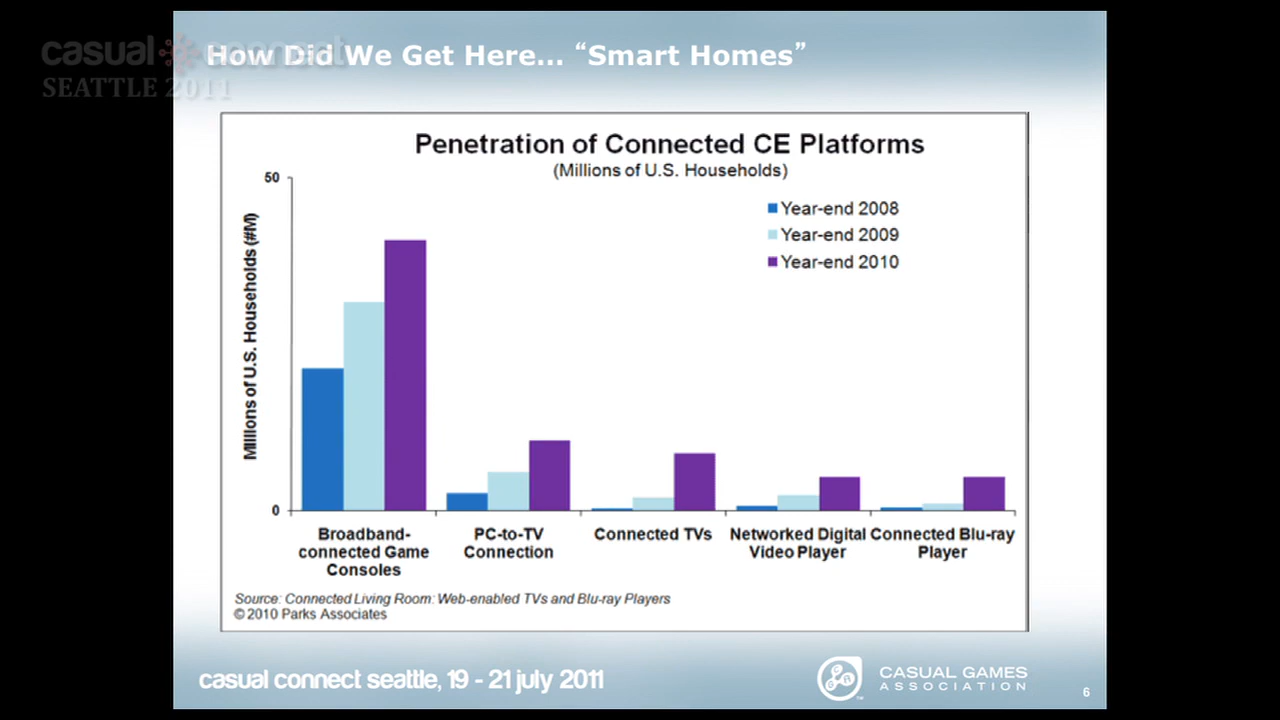 casual connect
SEATTLE 2011
How Did We Get Here... “Smart Homes”
Penetration of Connected CE Platforms
(Millions of U.S. Households)
50
Year-end 2008
Year-end 2009
Year-end 2010
Millions of U.S. Households (#M)
0
Broadband-connected Game Consoles
PC-to-TV Connection
Connected TVs
Networked Digital Video Player
Connected Blu-ray Player
Source: Connected Living Room: Web-enabled TVs and Blu-ray Players
© 2010 Parks Associates
casual connect seattle, 19 - 21 july 2011
CGA
CASUAL GAMES
ASSOCIATION
TM
6